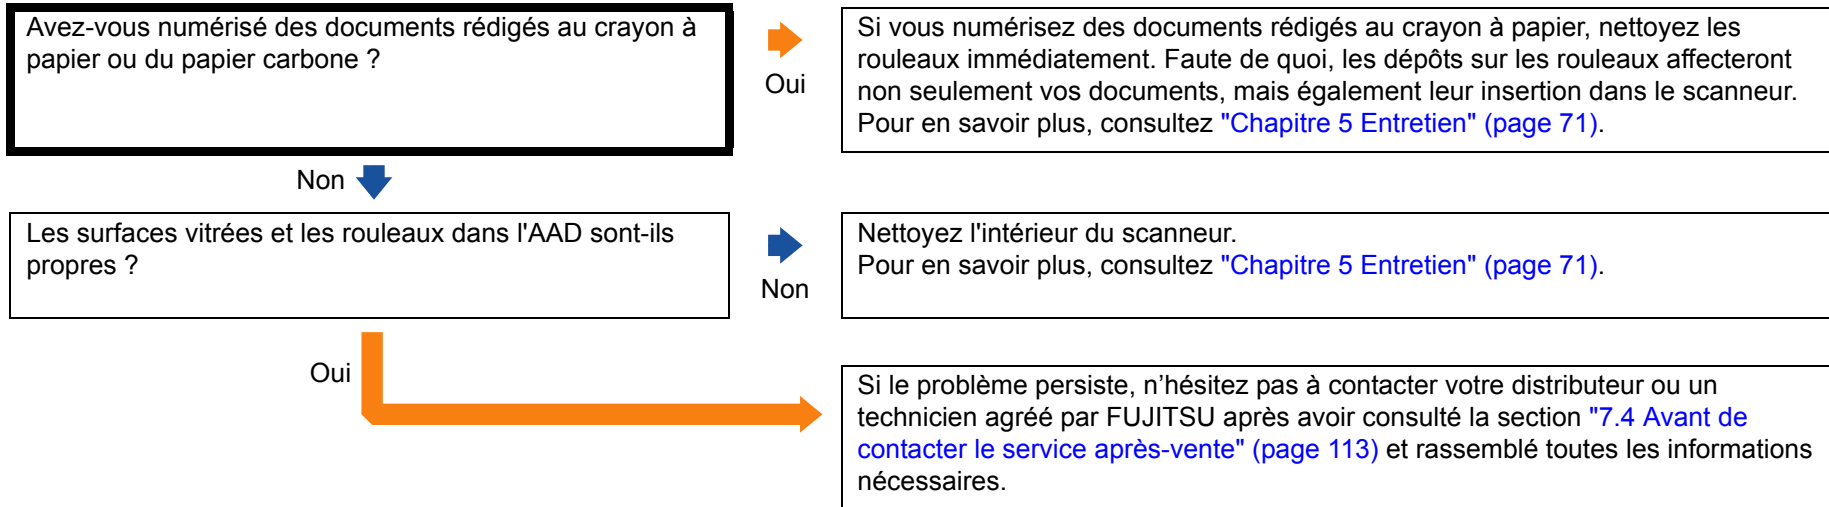 Avez-vous numérisé des documents rédigés au crayon à
papier ou du papier carbone ?
Oui
Si vous numérisez des documents rédigés au crayon à papier, nettoyez les
rouleaux immédiatement. Faute de quoi, les dépôts sur les rouleaux affecteront
non seulement vos documents, mais également leur insertion dans le scanneur.
Pour en savoir plus, consultez "Chapitre 5 Entretien" (page 71).
Non
Les surfaces vitrées et les rouleaux dans l'AAD sont-ils
propres ?
Non
Nettoyez l'intérieur du scanneur.
Pour en savoir plus, consultez "Chapitre 5 Entretien" (page 71).
Oui
Si le problème persiste, n’hésitez pas à contacter votre distributeur ou un
technicien agréé par FUJITSU après avoir consulté la section "7.4 Avant de
contacter le service après-vente" (page 113) et rassemblé toutes les informations
nécessaires.